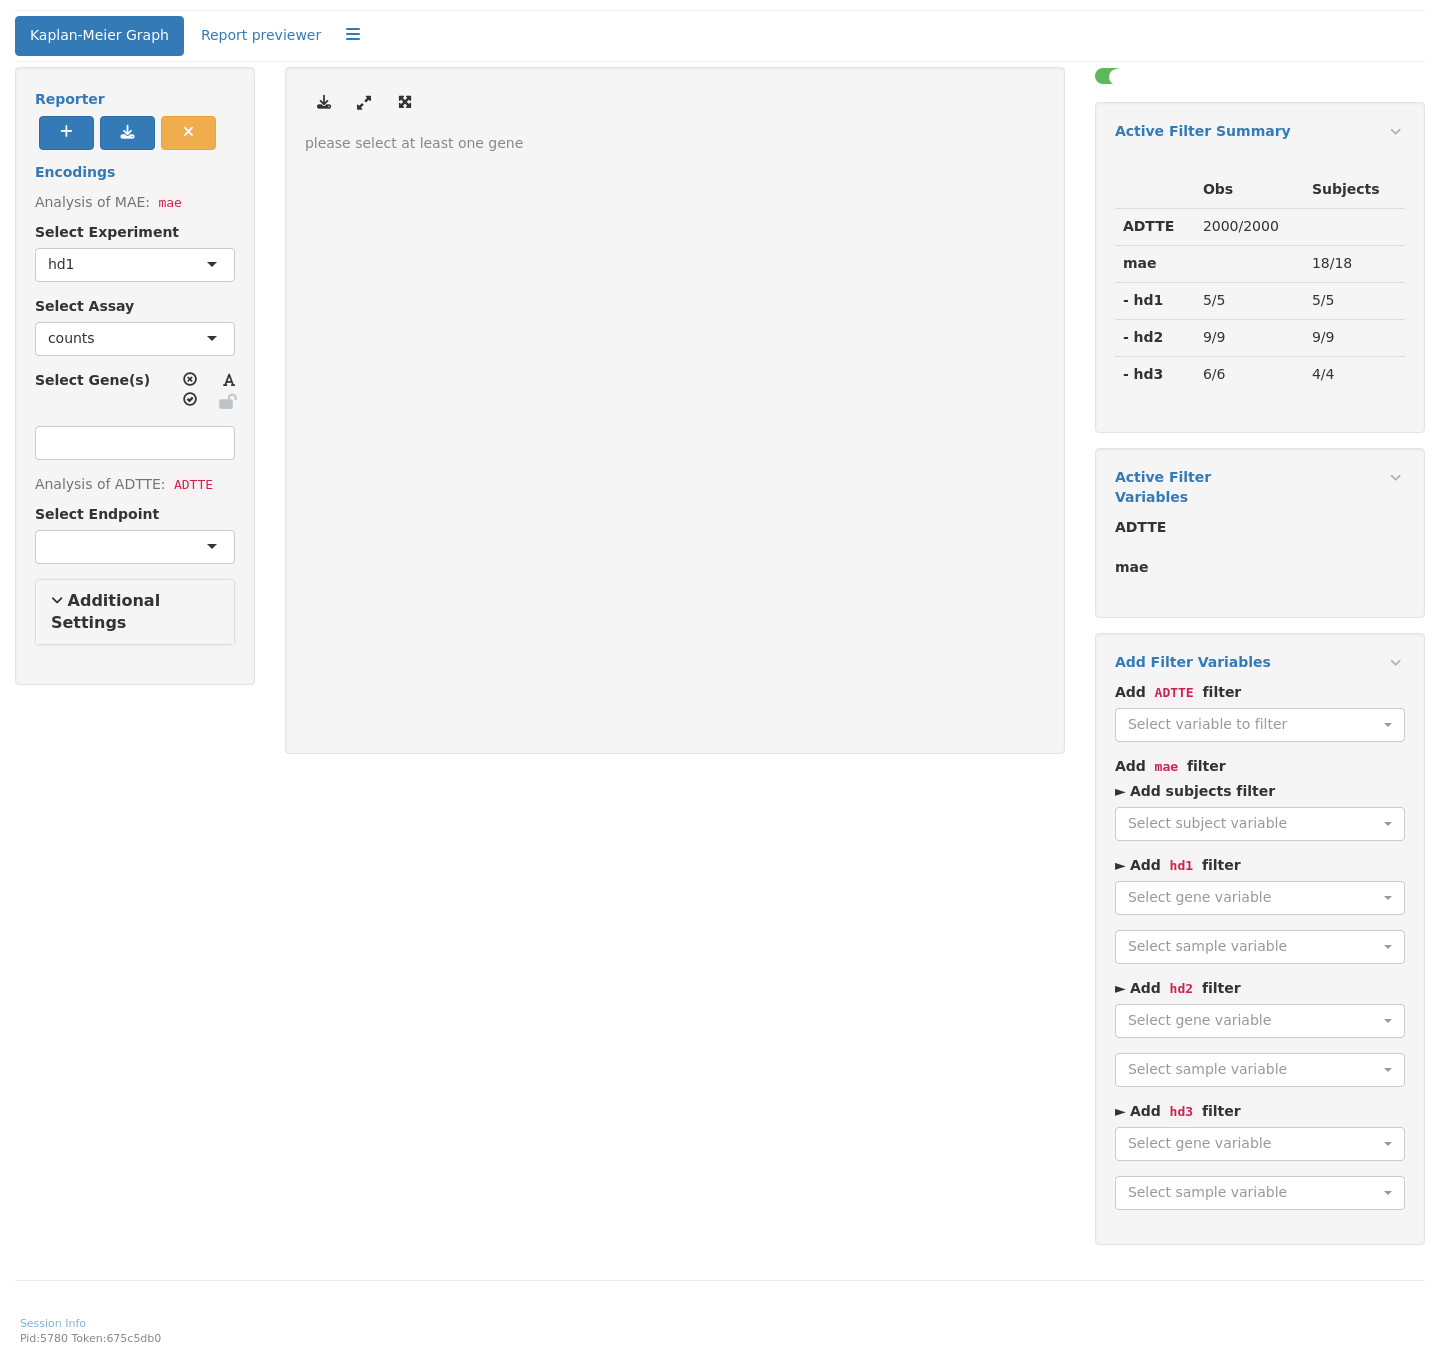 Kaplan-Meier Graph
Report previewer
Reporter
Encodings
Analysis of MAE: mae
Select Experiment
hd1
Select Assay
counts
Select Gene(s)
Analysis of ADTTE: ADTTE
Select Endpoint
Additional
Settings
please select at least one gene
Active Filter Summary
Obs Subjects
ADTTE 2000/2000
mae 18/18
- hd1 5/5 5/5
- hd2 9/9 9/9
- hd3 6/6 4/4
Active Filter
Variables
ADTTE
mae
Add Filter Variables
Add ADTTE filter
Select variable to filter
Add mae filter
► Add subjects filter
Select subject variable
► Add hd1 filter
Select gene variable
Select sample variable
► Add hd2 filter
Select gene variable
Select sample variable
► Add hd3 filter
Select gene variable
Select sample variable
Session Info
Pid:5780 Token:675c5db0